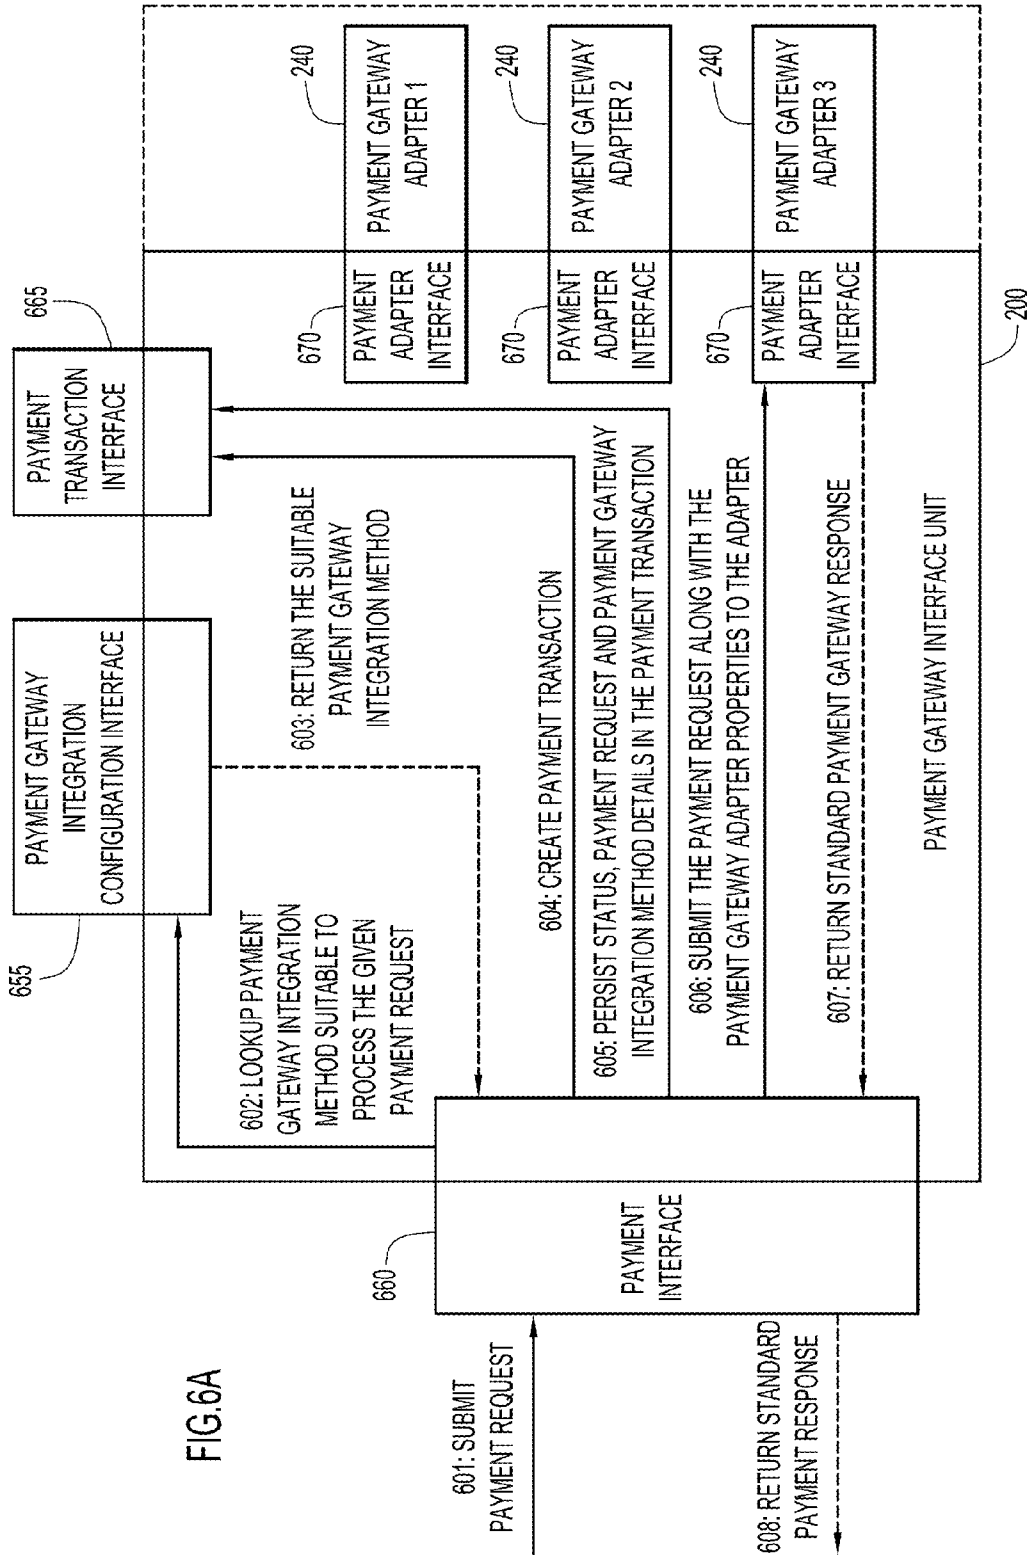 FIG.6A
601: SUBMIT
PAYMENT REQUEST
608: RETURN STANDARD
PAYMENT RESPONSE
660
PAYMENT
INTERFACE
655
PAYMENT GATEWAY
INTEGRATION
CONFIGURATION INTERFACE
665
PAYMENT
TRANSACTION
INTERFACE
602: LOOKUP PAYMENT
GATEWAY INTEGRATION
METHOD SUITABLE TO
PROCESS THE GIVEN
PAYMENT REQUEST
603: RETURN THE SUITABLE
PAYMENT GATEWAY
INTEGRATION METHOD
604: CREATE PAYMENT TRANSACTION
605: PERSIST STATUS, PAYMENT REQUEST AND PAYMENT GATEWAY
INTEGRATION METHOD DETAILS IN THE PAYMENT TRANSACTION
606: SUBMIT THE PAYMENT REQUEST ALONG WITH THE
PAYMENT GATEWAY ADAPTER PROPERTIES TO THE ADAPTER
607: RETURN STANDARD PAYMENT GATEWAY RESPONSE
PAYMENT GATEWAY INTERFACE UNIT
200
670
PAYMENT
ADAPTER
INTERFACE
240
PAYMENT GATEWAY
ADAPTER 1
670
PAYMENT
ADAPTER
INTERFACE
240
PAYMENT GATEWAY
ADAPTER 2
670
PAYMENT
ADAPTER
INTERFACE
240
PAYMENT GATEWAY
ADAPTER 3